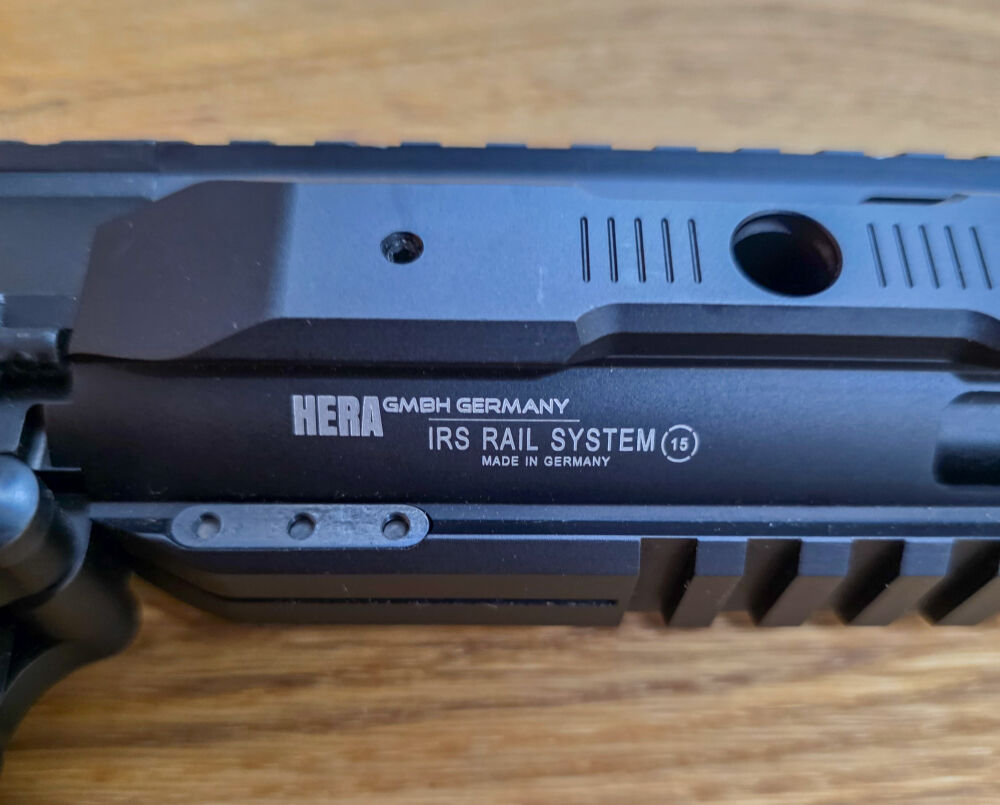 HERA GMBH GERMANY
IRS RAIL SYSTEM 15
MADE IN GERMANY